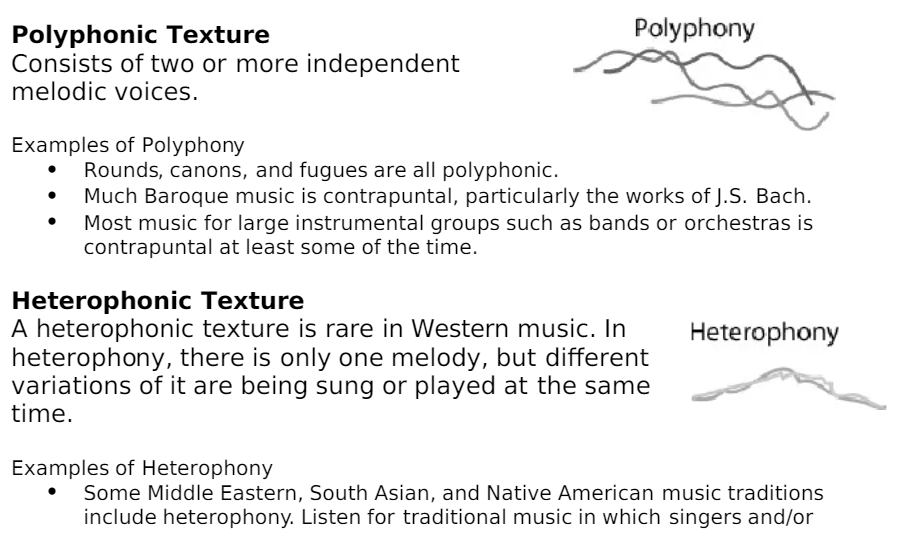 Polyphonic Texture
Polyphony
Consists of two or more independent
melodic voices.
Examples of Polyphony
• Rounds, canons, and fugues are all polyphonic.
• Much Baroque music is contrapuntal, particularly the works of J.S. Bach.
• Most music for large instrumental groups such as bands or orchestras is
contrapuntal at least some of the time.
Heterophonic Texture
A heterophonic texture is rare in Western music. In
heterophony, there is only one melody, but different
variations of it are being sung or played at the same
time.
Heterophony
Examples of Heterophony
• Some Middle Eastern, South Asian, and Native American music traditions
include heterophony. Listen for traditional music in which singers and/or